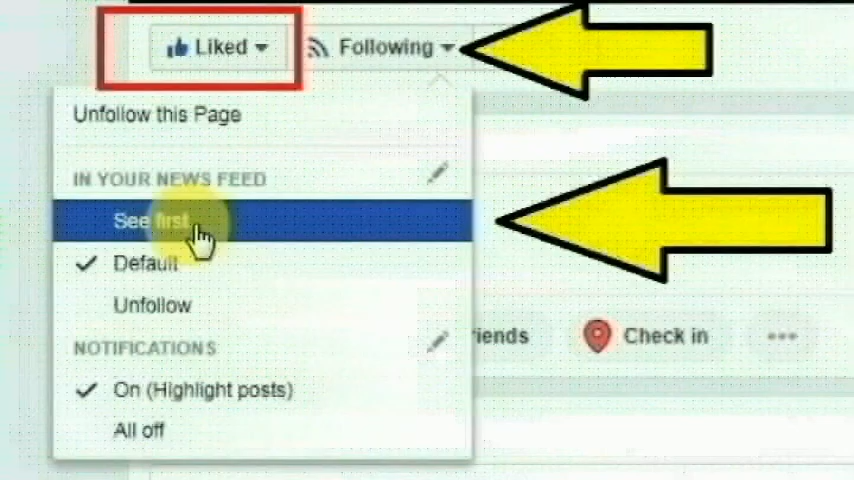 Liked Following
Unfollow this Page
IN YOUR NEWS FEED
See first
Default
Unfollow
riends Check in
NOTIFICATIONS
On (Highlight posts)
All off